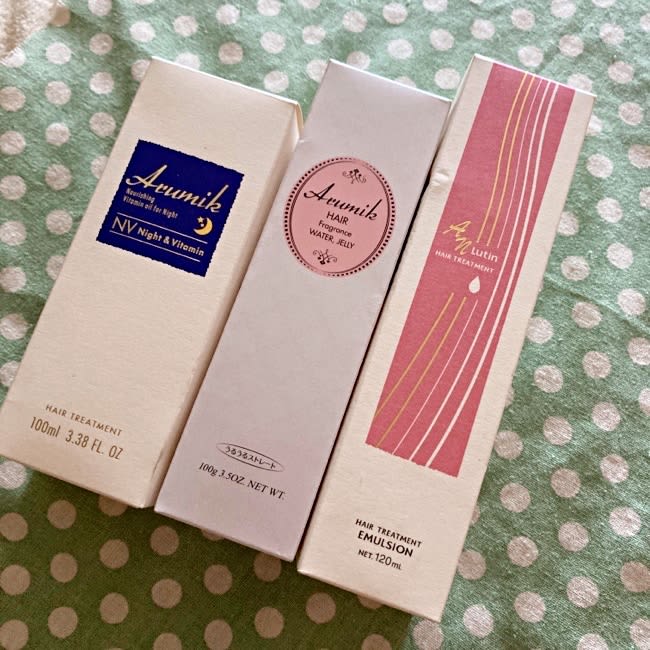 Arumik
Nourishing
Vitamin oil for Night
NV Night & Vitamin
HAIR TREATMENT
100ml 3.38 FL. OZ
Arumik
HAIR
Fragrance
WATER, JELLY
うるうるストレート
100g 3.5OZ. NET WT.
AN Lutin
HAIR TREATMENT
HAIR TREATMENT
EMULSION
NET. 120mL